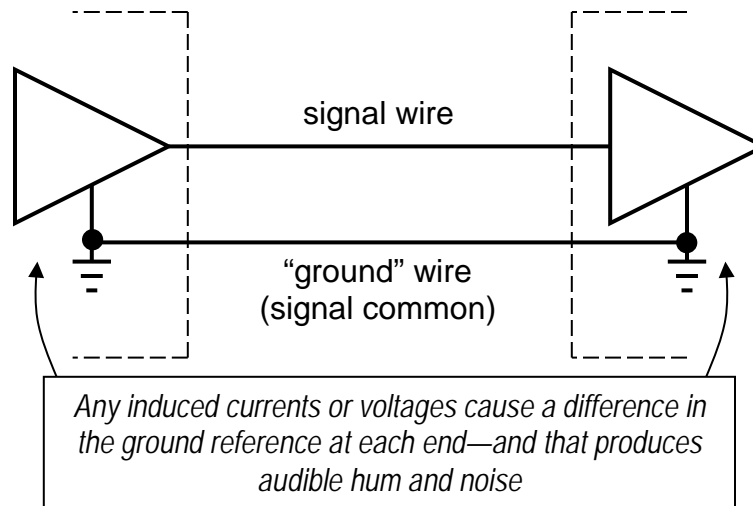 signal wire
“ground” wire
(signal common)
Any induced currents or voltages cause a difference in
the ground reference at each end—and that produces
audible hum and noise